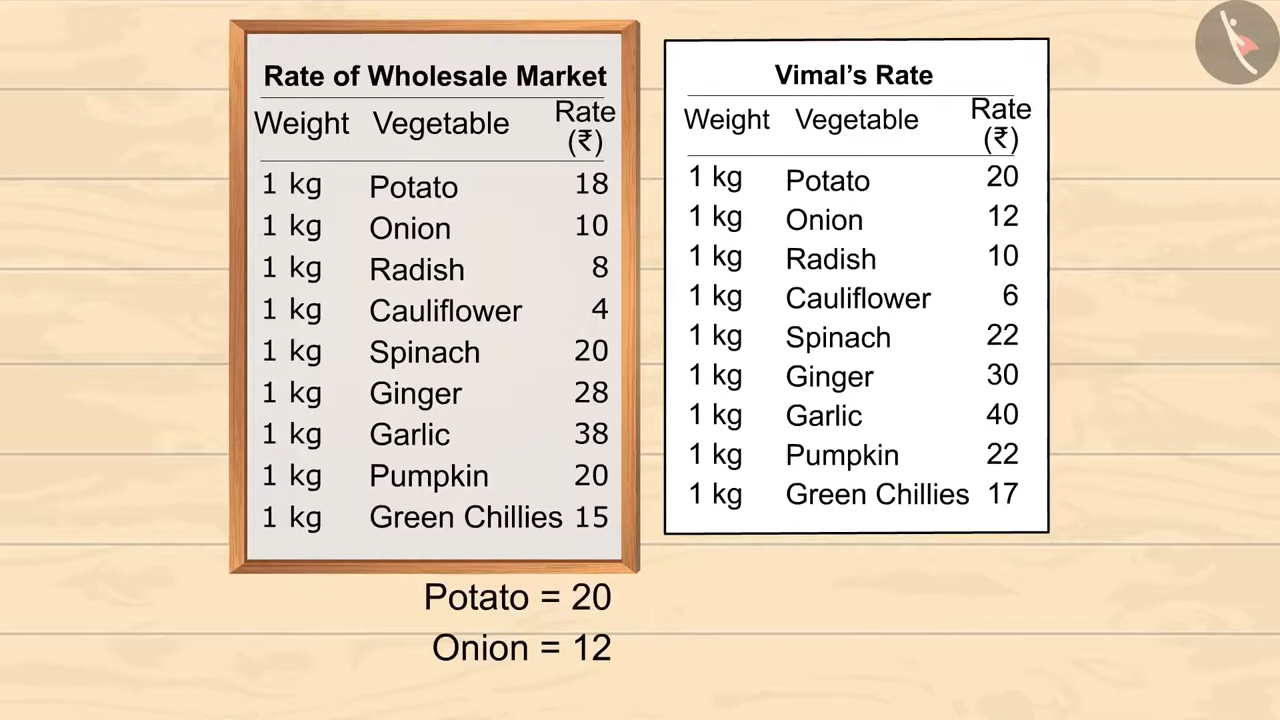 Rate of Wholesale Market
Weight Vegetable Rate (₹)
1 kg Potato 18
1 kg Onion 10
1 kg Radish 8
1 kg Cauliflower 4
1 kg Spinach 20
1 kg Ginger 28
1 kg Garlic 38
1 kg Pumpkin 20
1 kg Green Chillies 15
Vimal's Rate
Weight Vegetable Rate (₹)
1 kg Potato 20
1 kg Onion 12
1 kg Radish 10
1 kg Cauliflower 6
1 kg Spinach 22
1 kg Ginger 30
1 kg Garlic 40
1 kg Pumpkin 22
1 kg Green Chillies 17
Potato = 20
Onion = 12